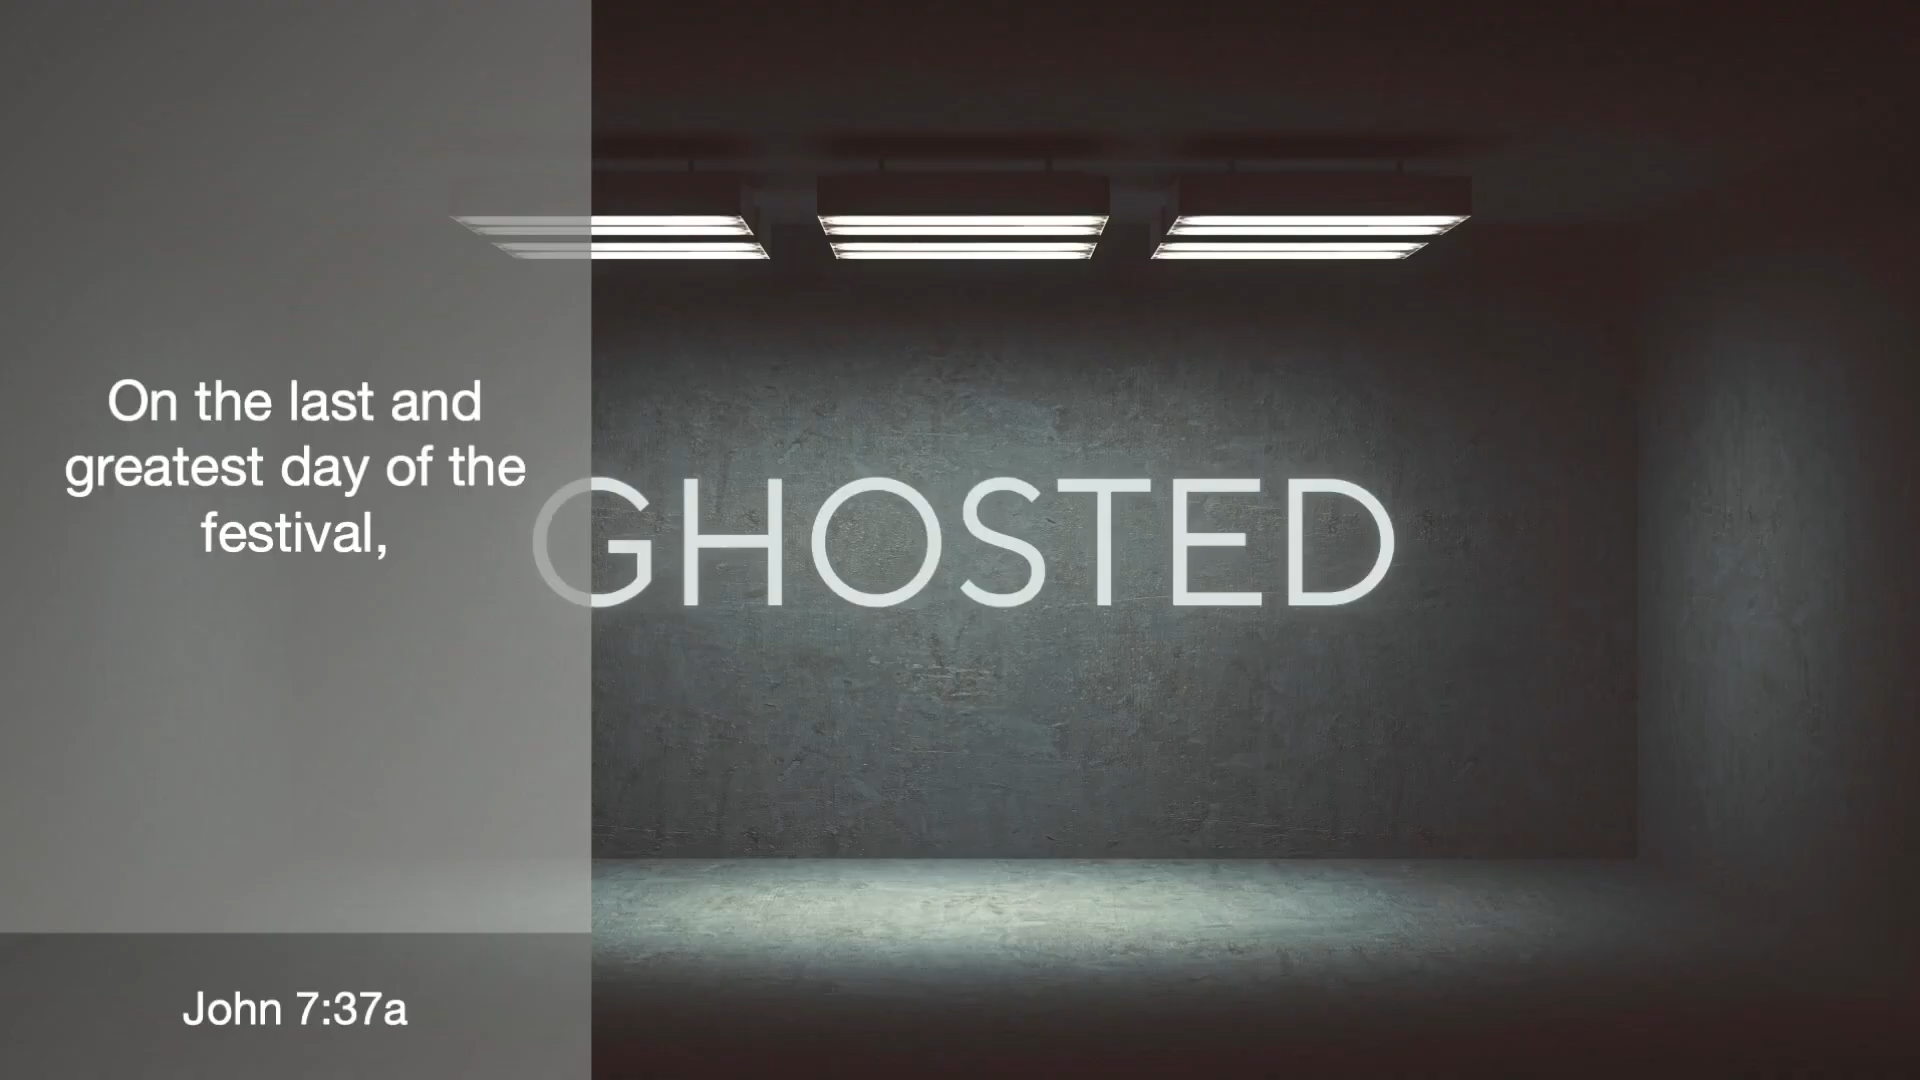 On the last and
greatest day of the
festival,
GHOSTED
John 7:37a